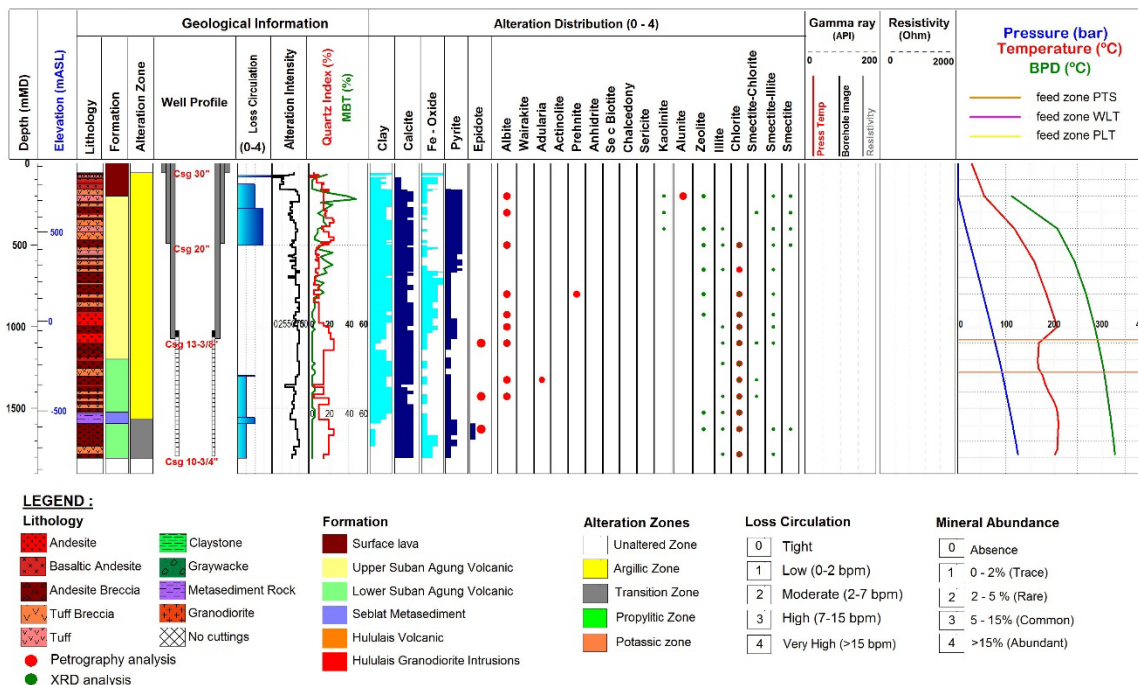 Geological Information
Alteration Distribution (0 - 4)
Gamma ray
(API)
0 200
Resistivity
(Ohm)
0 2000
Pressure (bar)
Temperature (ºC)
BPD (ºC)
feed zone PTS
feed zone WLT
feed zone PLT
Depth (mMD)
Elevation (mASL)
Lithology
Formation
Alteration Zone
Well Profile
Loss Circulation
(0-4)
Alteration Intensity
Quartz Index (%)
MBT (%)
Clay
Calcite
Fe - Oxide
Pyrite
Epidote
Albite
Wairakite
Adularia
Actinolite
Prehnite
Anhidrite
Se c Biotite
Chalcedony
Sericite
Kaolinite
Alunite
Zeolite
Illite
Chlorite
Smectite-Chlorite
Smectite-Illite
Smectite
Press Temp
Borehole image
Resistivity
0
Csg 30"
500
500
Csg 20"
0
1000
Csg 13-3/8"
0 20 40 60
0 100 200 300 400
-500
1500
0 20 40 60
Csg 10-3/4"
LEGEND :
Lithology
Andesite
Basaltic Andesite
Andesite Breccia
Tuff Breccia
Tuff
Petrography analysis
XRD analysis
Claystone
Graywacke
Metasediment Rock
Granodiorite
No cuttings
Formation
Surface lava
Upper Suban Agung Volcanic
Lower Suban Agung Volcanic
Seblat Metasediment
Hululais Volcanic
Hululais Granodiorite Intrusions
Alteration Zones
Unaltered Zone
Argillic Zone
Transition Zone
Propylitic Zone
Potassic zone
Loss Circulation
0 Tight
1 Low (0-2 bpm)
2 Moderate (2-7 bpm)
3 High (7-15 bpm)
4 Very High (>15 bpm)
Mineral Abundance
0 Absence
1 0 - 2% (Trace)
2 2 - 5 % (Rare)
3 5 - 15% (Common)
4 >15% (Abundant)